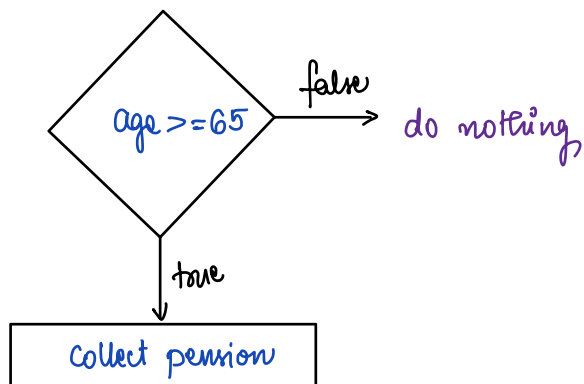 false
age >=65
do nothing
true
collect pension